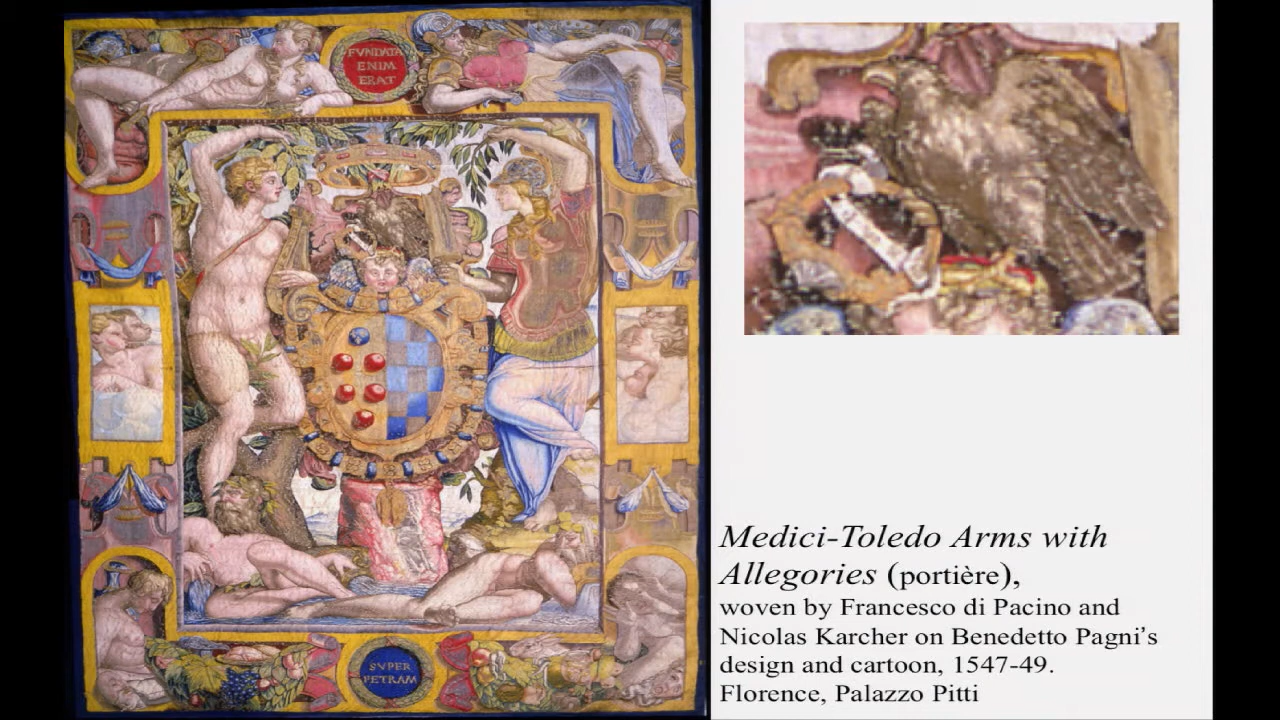 FVNDATA
ENIM
ERAT
SVPER
PETRAM
Medici-Toledo Arms with
Allegories (portière),
woven by Francesco di Pacino and
Nicolas Karcher on Benedetto Pagni’s
design and cartoon, 1547-49.
Florence, Palazzo Pitti